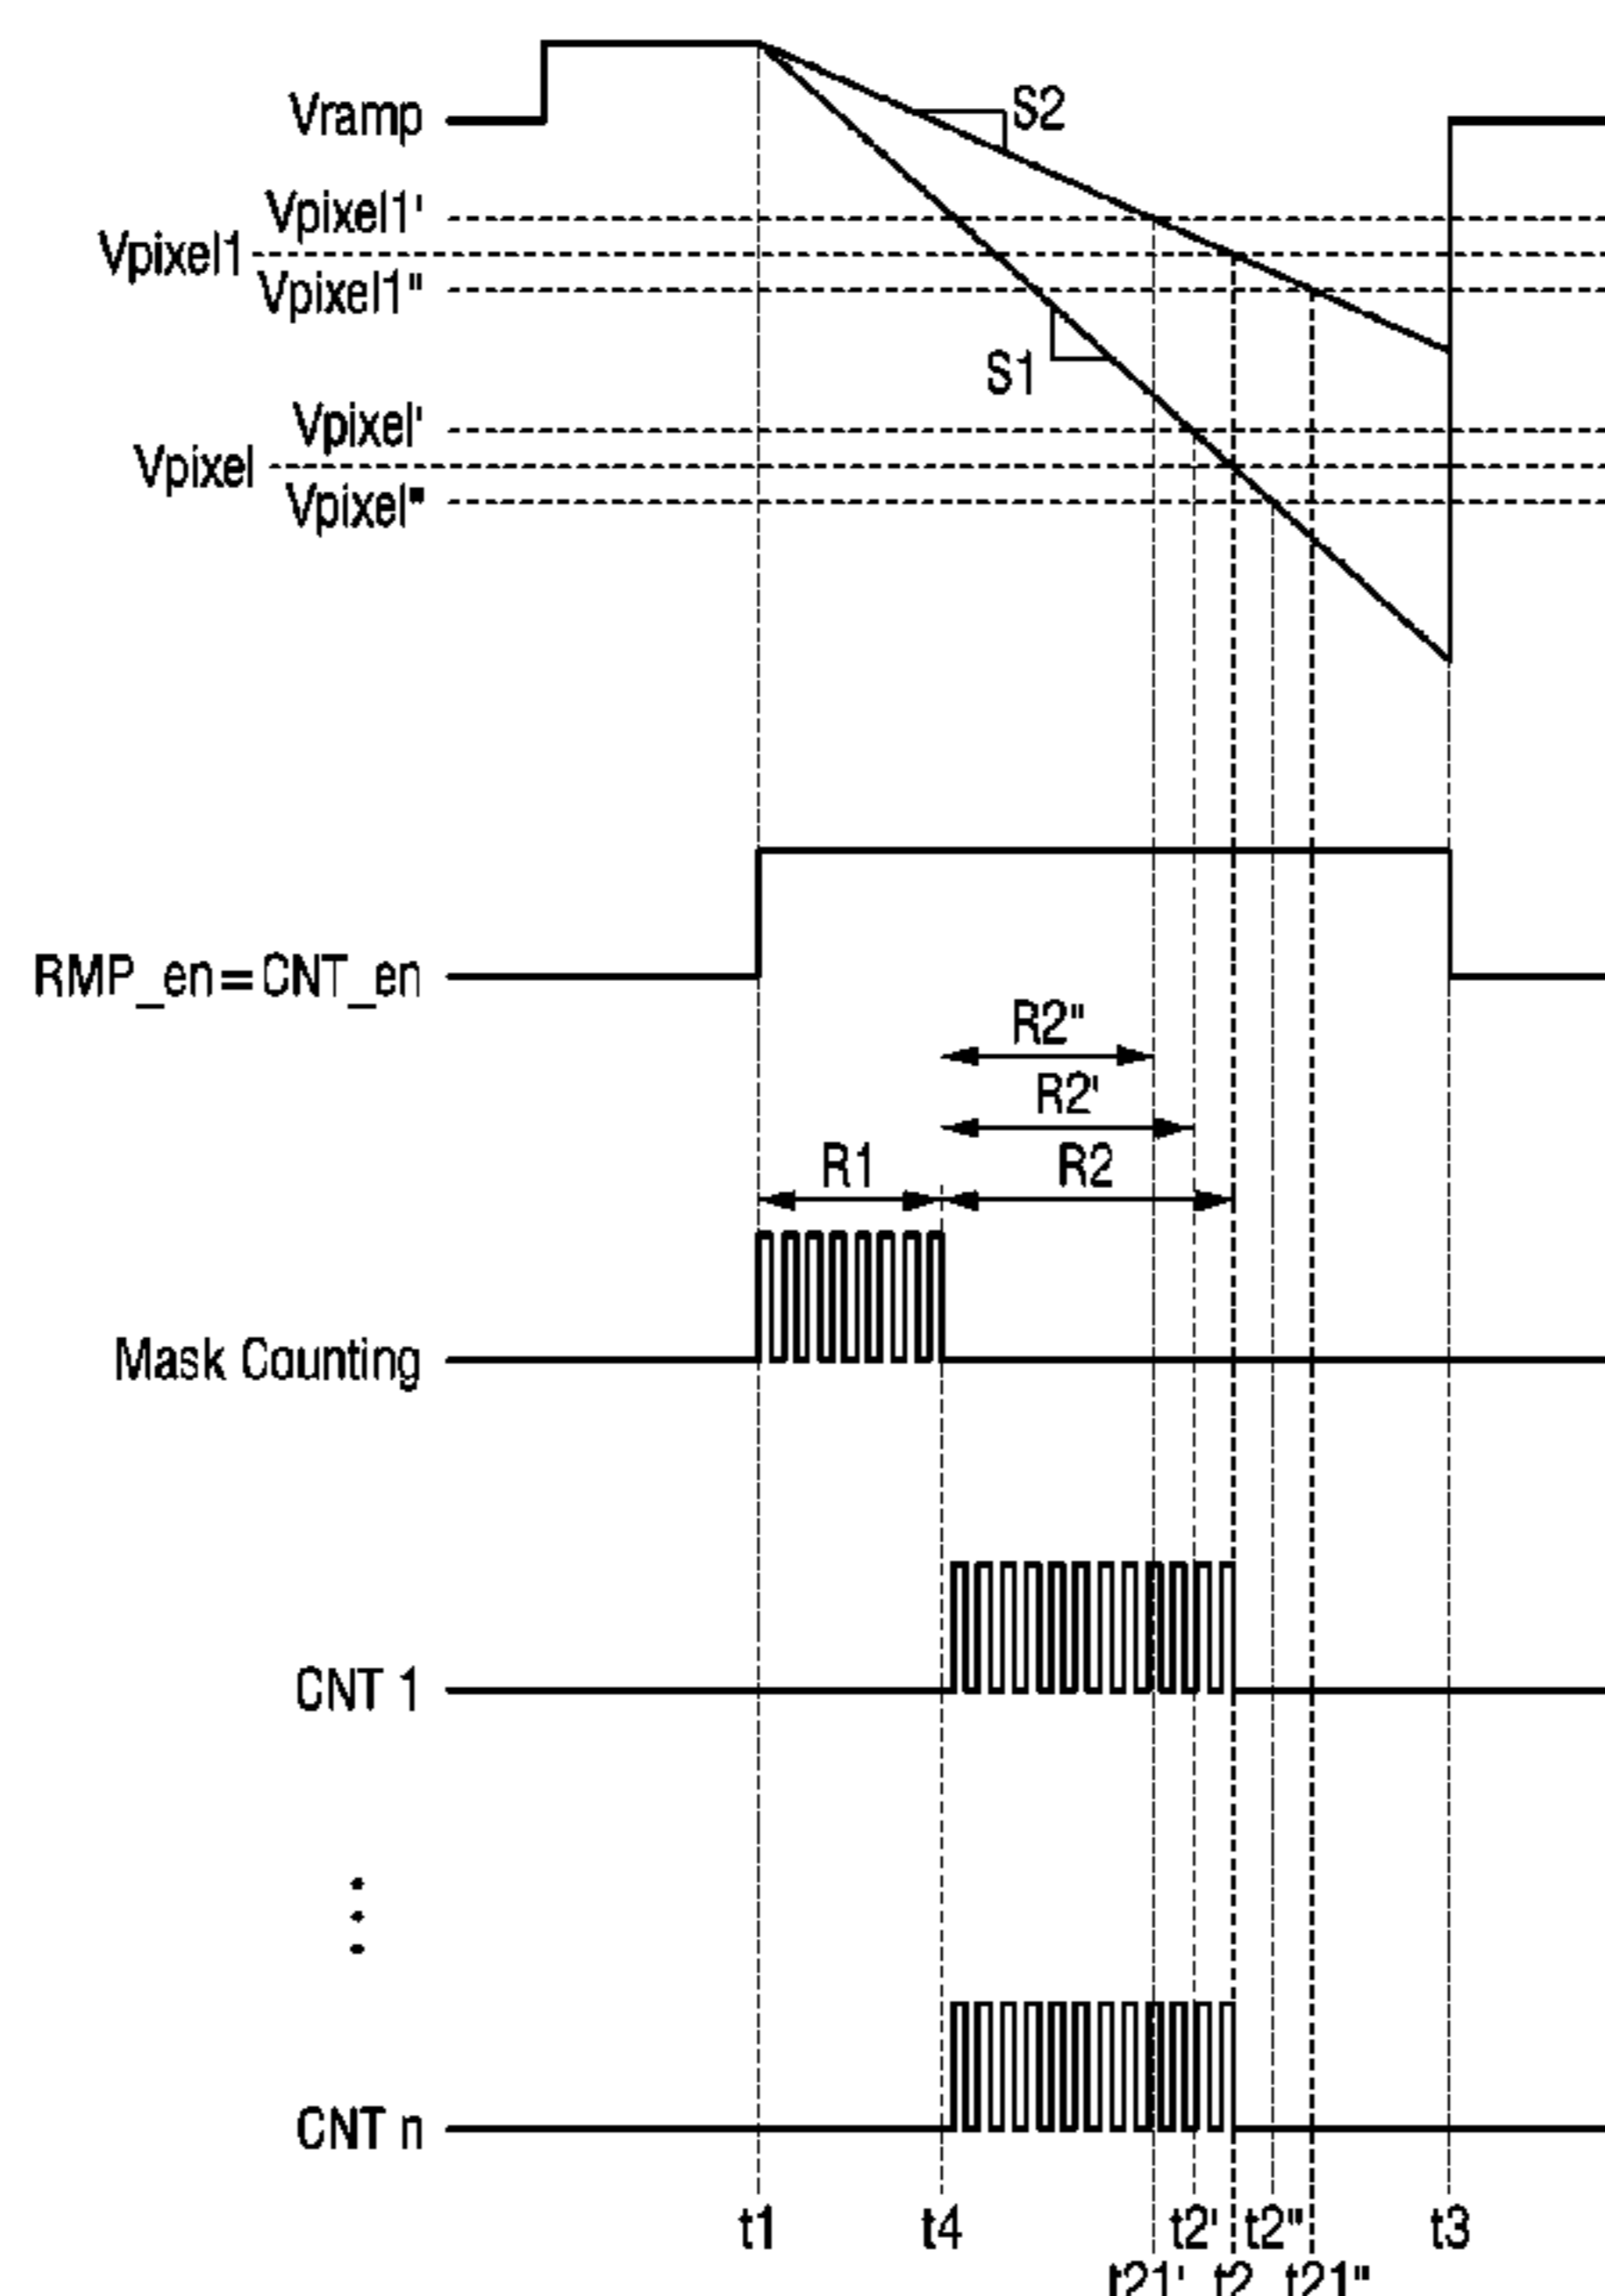 Vramp
S2
Vpixel1'
Vpixel1
Vpixel1"
S1
Vpixel'
Vpixel
Vpixel"
RMP_en=CNT_en
R2"
R2'
R1
R2
Mask Counting
CNT 1
CNT n
t1
t4
t2'
t2"
t3
t21'
t2
t21"